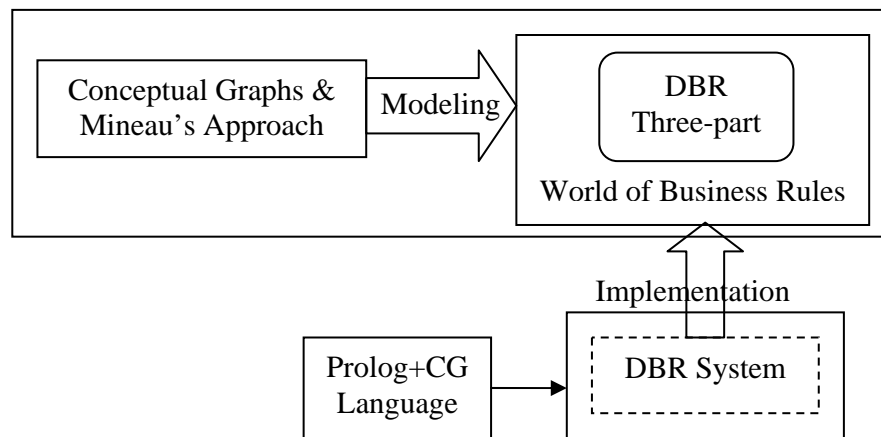 Conceptual Graphs &
Mineau's Approach
Modeling
DBR
Three-part
World of Business Rules
Implementation
Prolog+CG
Language
DBR System